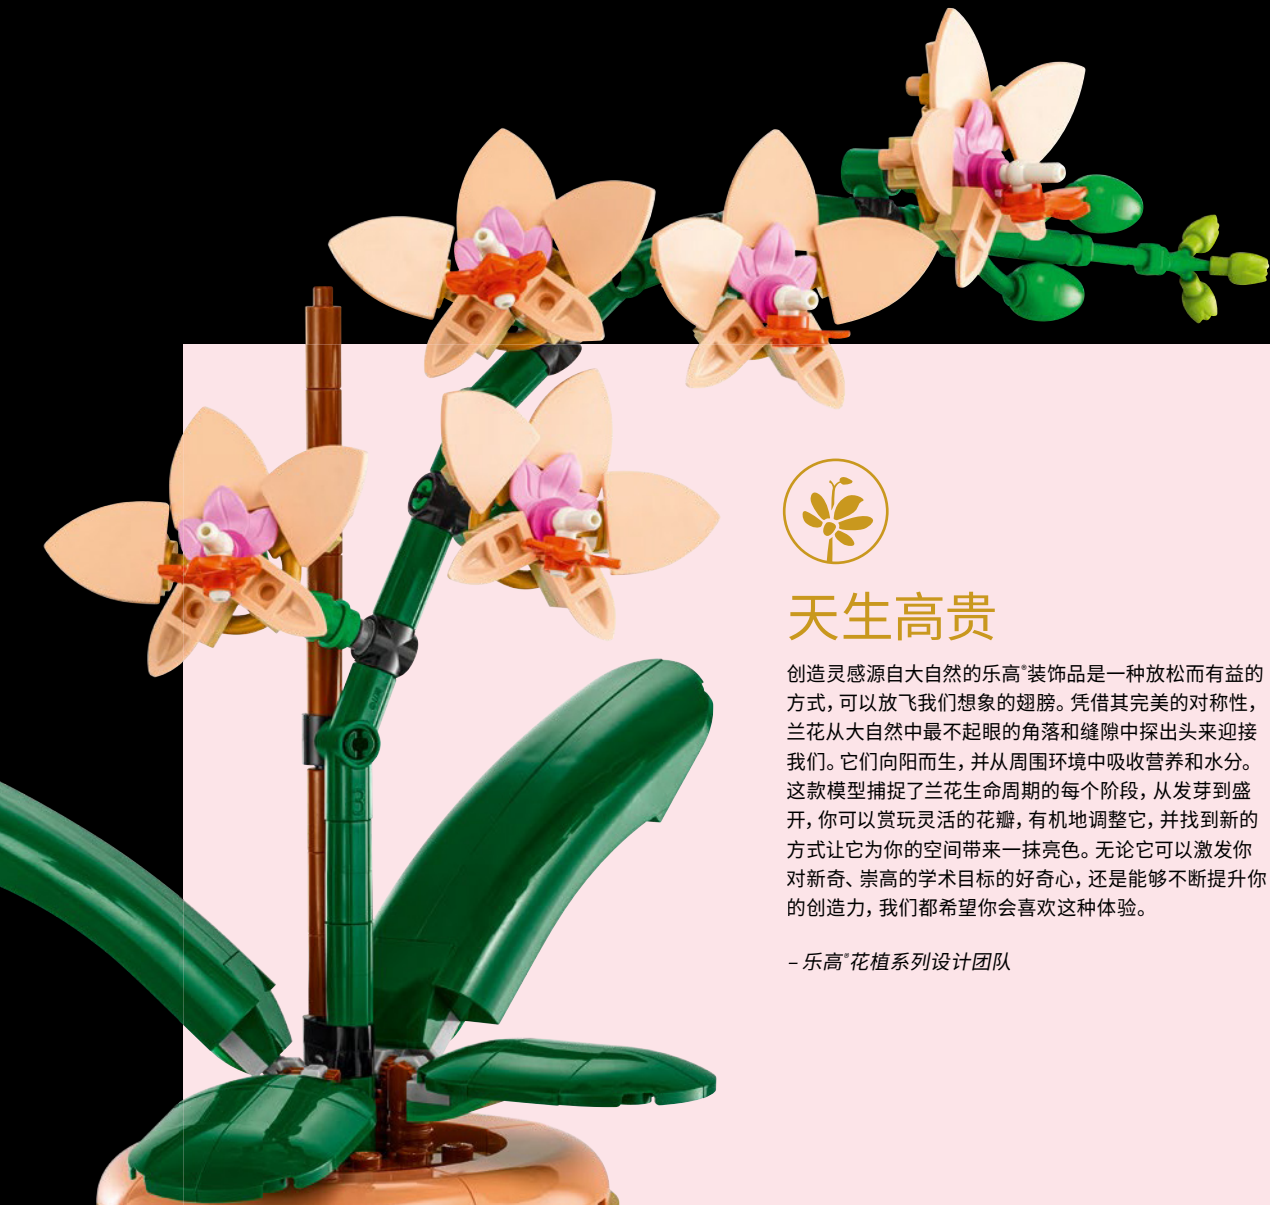 天生高贵
创造灵感源自大自然的乐高®装饰品是一种放松而有益的
方式，可以放飞我们想象的翅膀。凭借其完美的对称性，
兰花从大自然中最不起眼的角落和缝隙中探出头来迎接
我们。它们向阳而生，并从周围环境中吸收营养和水分。
这款模型捕捉了兰花生命周期的每个阶段，从发芽到盛
开，你可以赏玩灵活的花瓣，有机地调整它，并找到新的
方式让它为你的空间带来一抹亮色。无论它可以激发你
对新奇、崇高的学术目标的好奇心，还是能够不断提升你
的创造力，我们都希望你会喜欢这种体验。
– 乐高®花植系列设计团队